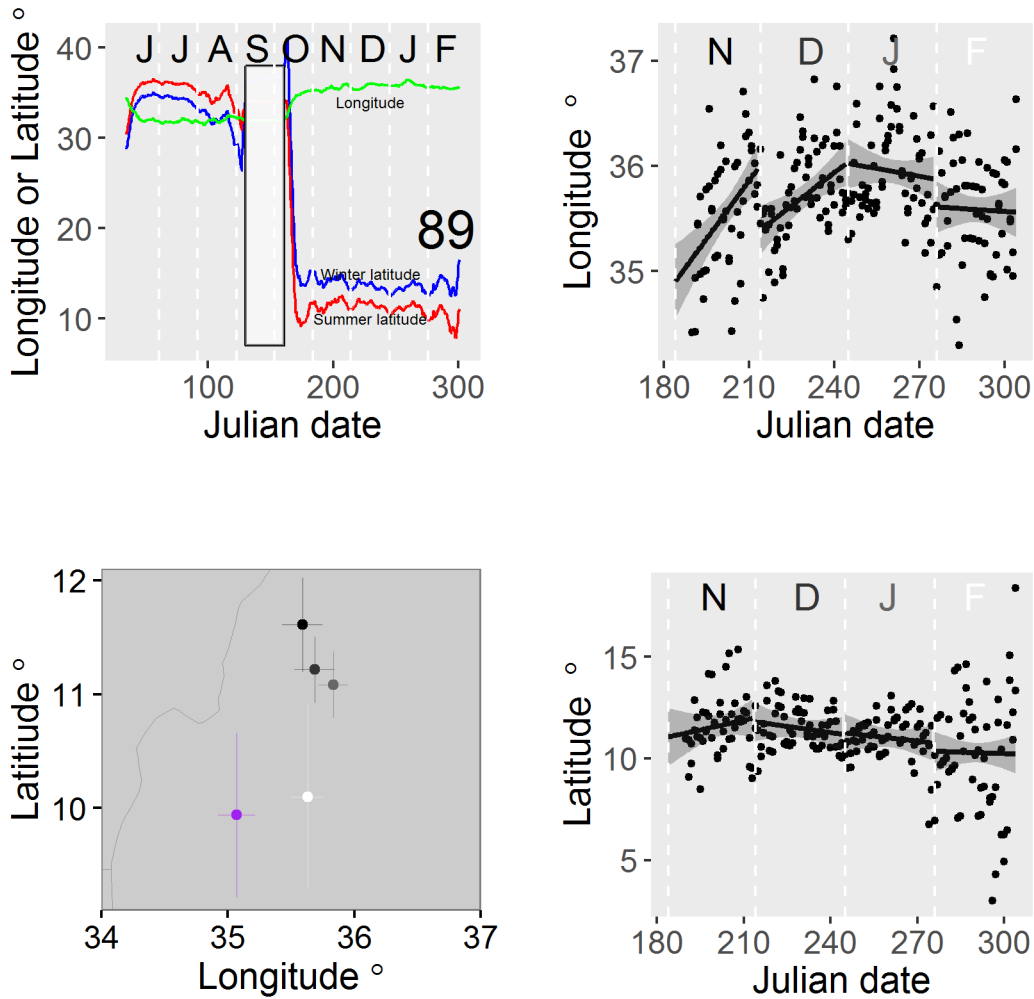 Longitude or Latitude °
40
30
20
10
J J A S O N D J F
Longitude
89
Winter latitude
Summer latitude
100 200 300
Julian date
Longitude °
37
36
35
N D J F
180 210 240 270 300
Julian date
Latitude °
12
11
10
34 35 36 37
Longitude °
Latitude °
15
10
5
N D J F
180 210 240 270 300
Julian date